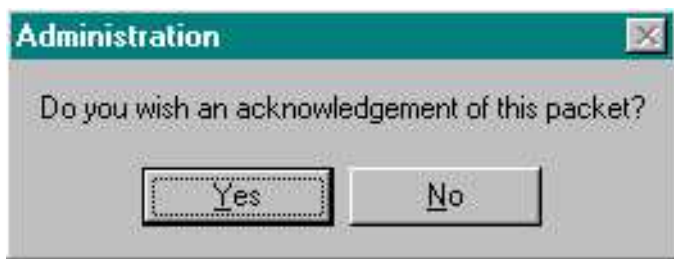 Administration
Do you wish an acknowledgement of this packet?
Yes No